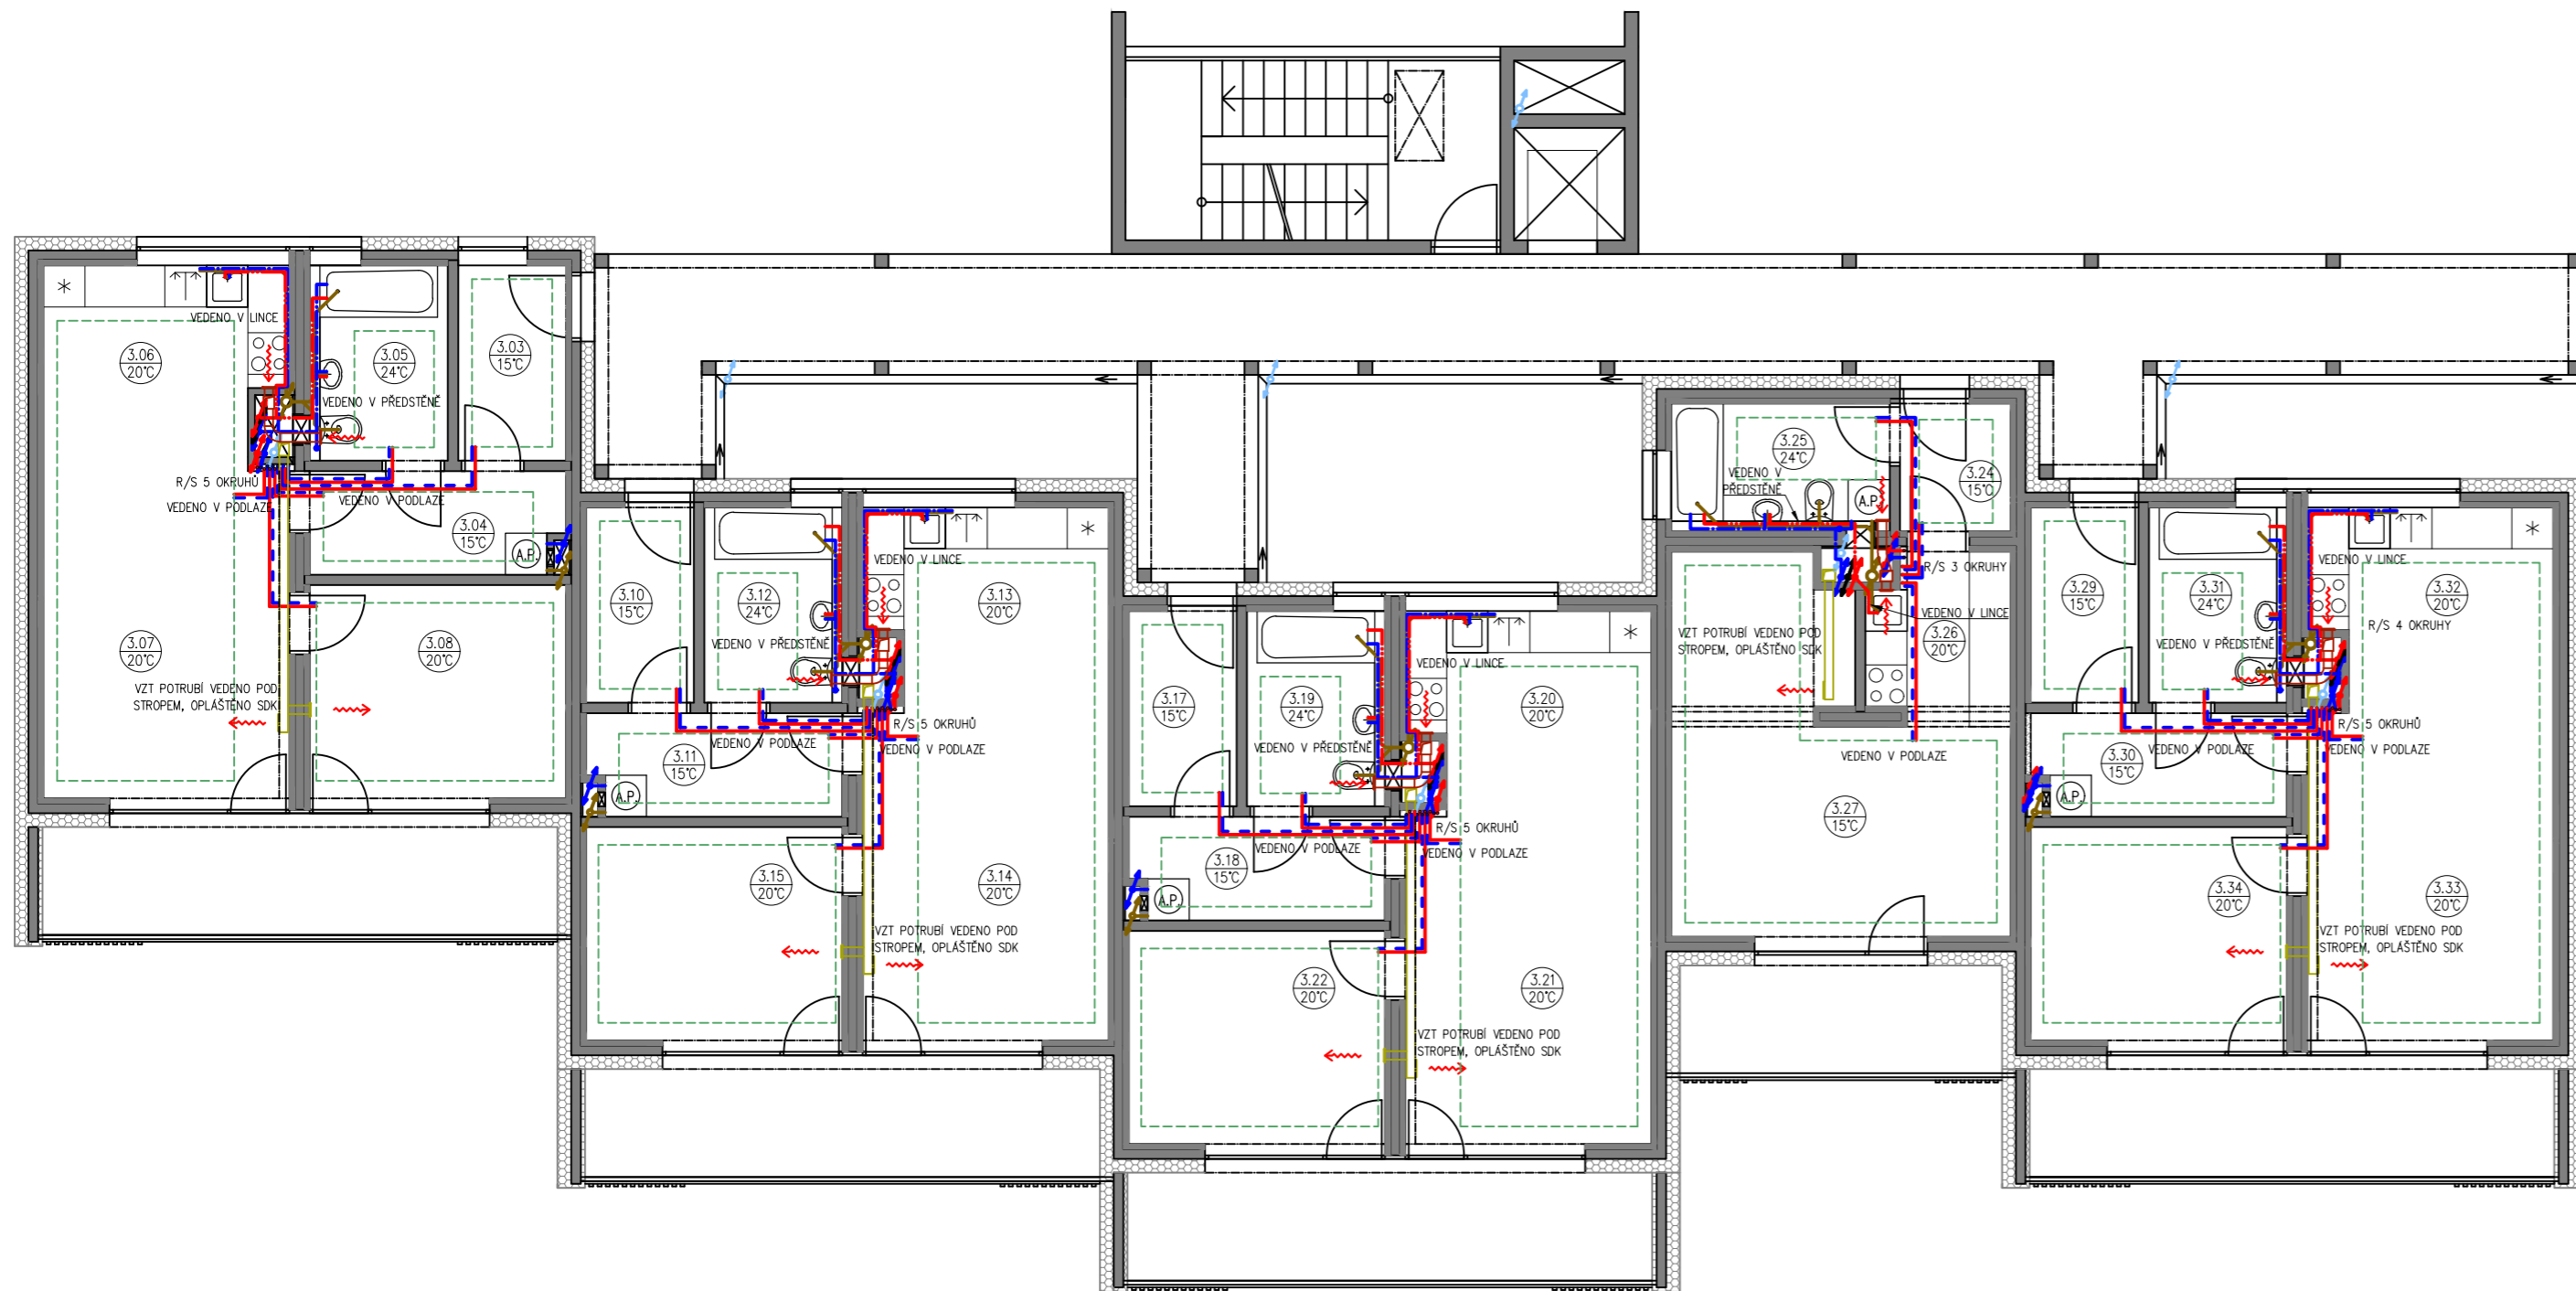 VEDENO V LINCE
3.06
20°C
3.05
24°C
3.03
15°C
VEDENO V PŘEDSTĚNĚ
R/S 5 OKRUHŮ
VEDENO V PODLAZE
VEDENO V PODLAZE
3.04
15°C
A.P.
3.07
20°C
3.08
20°C
VZT POTRUBÍ VEDENO POD
STROPEM, OPLÁŠTĚNO SDK
VEDENO V LINCE
3.10
15°C
3.12
24°C
3.13
20°C
VEDENO V PŘEDSTĚNĚ
R/S 5 OKRUHŮ
VEDENO V PODLAZE
VEDENO V PODLAZE
3.11
15°C
A.P.
3.15
20°C
3.14
20°C
VZT POTRUBÍ VEDENO POD
STROPEM, OPLÁŠTĚNO SDK
VEDENO V LINCE
3.17
15°C
3.19
24°C
3.20
20°C
VEDENO V PŘEDSTĚNĚ
R/S 5 OKRUHŮ
VEDENO V PODLAZE
VEDENO V PODLAZE
3.18
15°C
A.P.
3.22
20°C
3.21
20°C
VZT POTRUBÍ VEDENO POD
STROPEM, OPLÁŠTĚNO SDK
3.25
24°C
VEDENO V
PŘEDSTĚNĚ
A.P.
3.24
15°C
R/S 3 OKRUHY
VEDENO V LINCE
3.26
20°C
VZT POTRUBÍ VEDENO POD
STROPEM, OPLÁŠTĚNO SDK
VEDENO V PODLAZE
3.27
15°C
VEDENO V LINCE
3.29
15°C
3.31
24°C
3.32
20°C
R/S 4 OKRUHY
VEDENO V PŘEDSTĚNĚ
R/S 5 OKRUHŮ
VEDENO V PODLAZE
VEDENO V PODLAZE
3.30
15°C
A.P.
3.34
20°C
3.33
20°C
VZT POTRUBÍ VEDENO POD
STROPEM, OPLÁŠTĚNO SDK